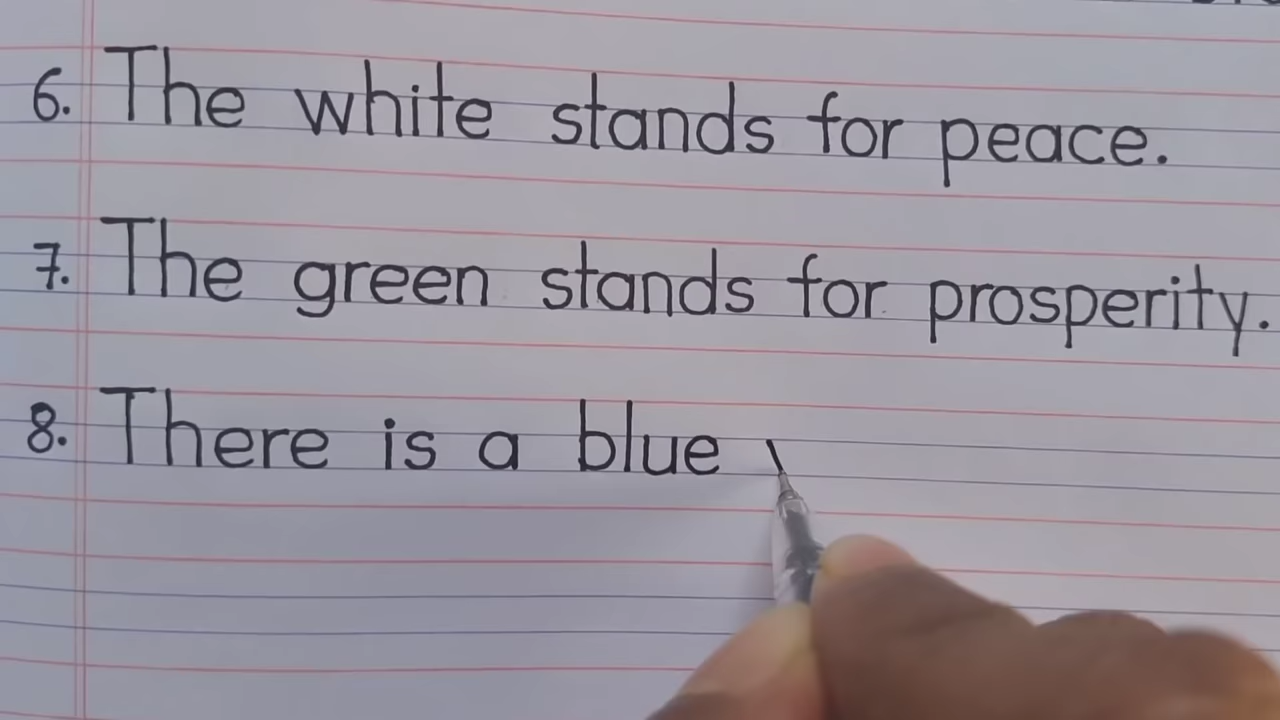 6. The white stands for peace.
7. The green stands for prosperity.
8. There is a blue